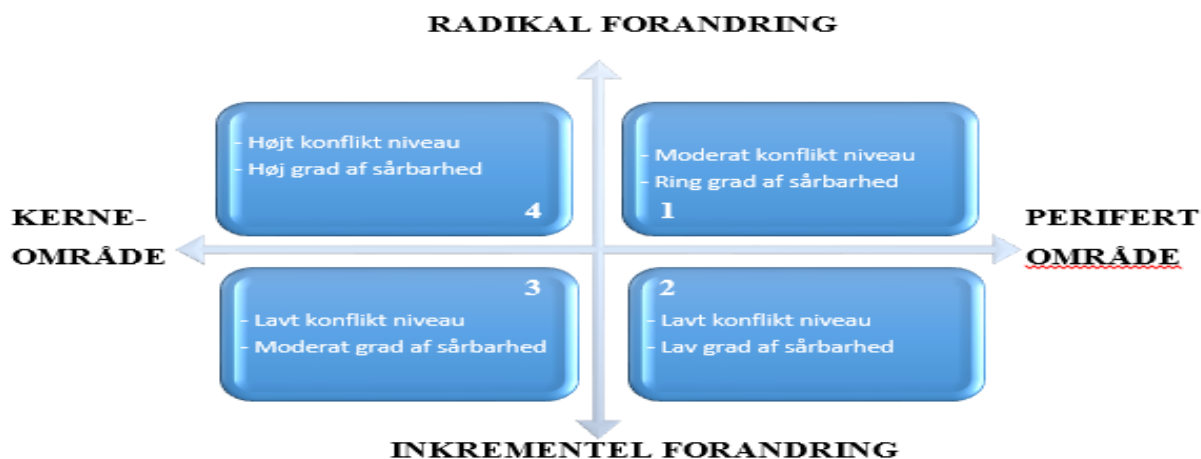 RADIKAL FORANDRING
- Højt konflikt niveau
- Høj grad af sårbarhed
4
- Moderat konflikt niveau
- Ring grad af sårbarhed
1
KERNE-
OMRÅDE
PERIFERT
OMRÅDE
3
- Lavt konflikt niveau
- Moderat grad af sårbarhed
2
- Lavt konflikt niveau
- Lav grad af sårbarhed
INKREMENTEL FORANDRING